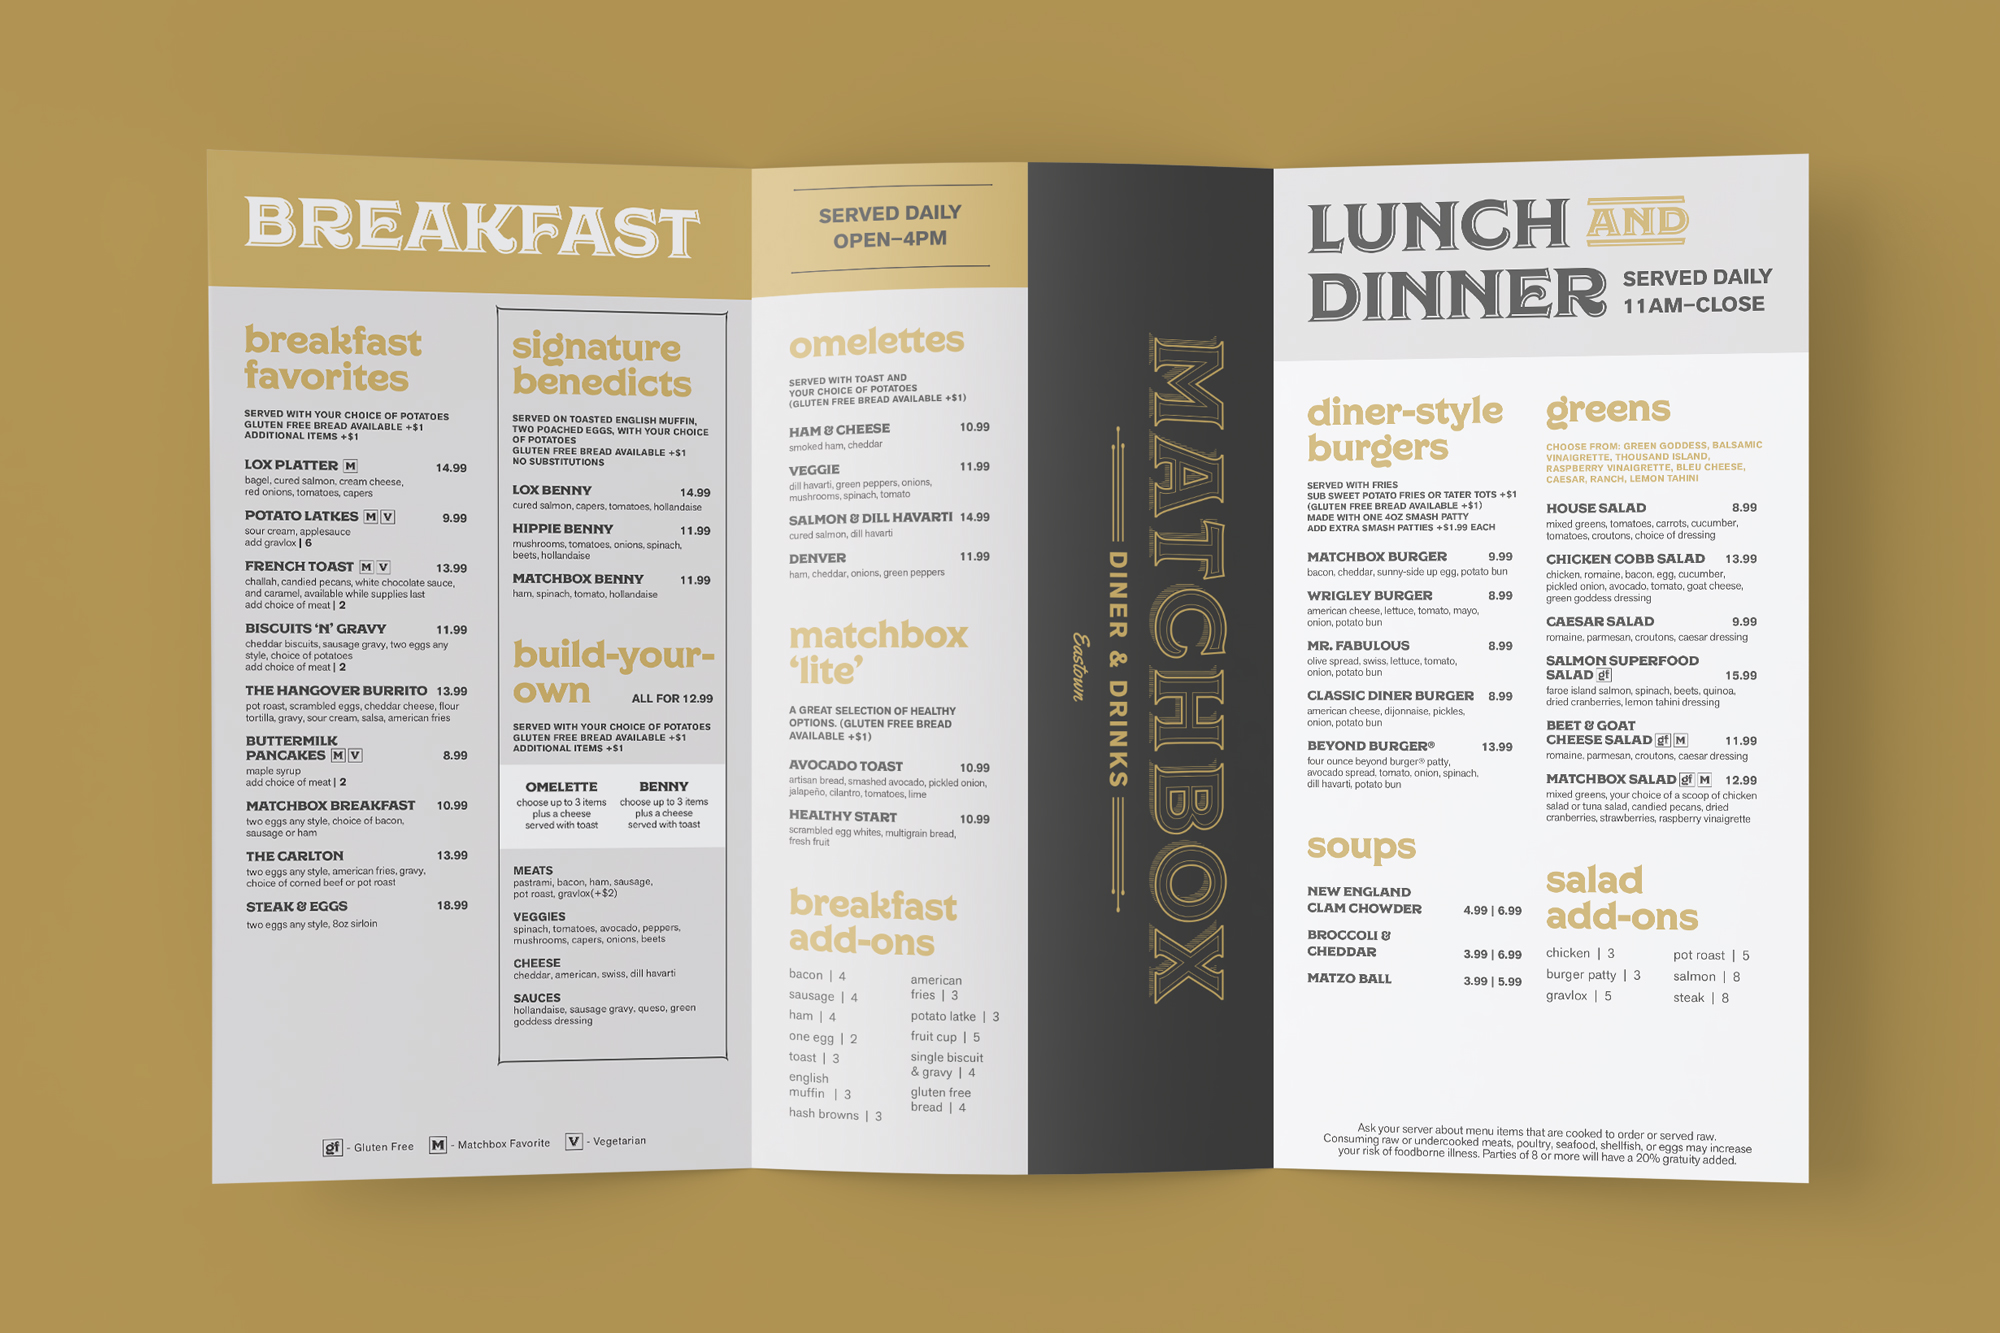 BREAKFAST
breakfast
favorites
SERVED WITH YOUR CHOICE OF POTATOES
GLUTEN FREE BREAD AVAILABLE +$1
ADDITIONAL ITEMS +$1
LOX PLATTER M 14.99
bagel, cured salmon, cream cheese,
red onions, tomatoes, capers
POTATO LATKES M V 9.99
sour cream, applesauce
add gravlox | 6
FRENCH TOAST M V 13.99
challah, candied pecans, white chocolate sauce,
and caramel, available while supplies last
add choice of meat | 2
BISCUITS ‘N’ GRAVY 11.99
cheddar biscuits, sausage gravy, two eggs any
style, choice of potatoes
add choice of meat | 2
THE HANGOVER BURRITO 13.99
pot roast, scrambled eggs, cheddar cheese, flour
tortilla, gravy, sour cream, salsa, american fries
BUTTERMILK
PANCAKES M V 8.99
maple syrup
add choice of meat | 2
MATCHBOX BREAKFAST 10.99
two eggs any style, choice of bacon,
sausage or ham
THE CARLTON 13.99
two eggs any style, american fries, gravy,
choice of corned beef or pot roast
STEAK & EGGS 18.99
two eggs any style, 8oz sirloin
signature
benedicts
SERVED ON TOASTED ENGLISH MUFFIN,
TWO POACHED EGGS, WITH YOUR CHOICE
OF POTATOES
GLUTEN FREE BREAD AVAILABLE +$1
NO SUBSTITUTIONS
LOX BENNY 14.99
cured salmon, capers, tomatoes, hollandaise
HIPPIE BENNY 11.99
mushrooms, tomatoes, onions, spinach,
beets, hollandaise
MATCHBOX BENNY 11.99
ham, spinach, tomato, hollandaise
build-your-
own ALL FOR 12.99
SERVED WITH YOUR CHOICE OF POTATOES
GLUTEN FREE BREAD AVAILABLE +$1
ADDITIONAL ITEMS +$1
OMELETTE
choose up to 3 items
plus a cheese
served with toast
BENNY
choose up to 3 items
plus a cheese
served with toast
MEATS
pastrami, bacon, ham, sausage,
pot roast, gravlox(+$2)
VEGGIES
spinach, tomatoes, avocado, peppers,
mushrooms, capers, onions, beets
CHEESE
cheddar, american, swiss, dill havarti
SAUCES
hollandaise, sausage gravy, queso, green
goddess dressing
gf - Gluten Free M - Matchbox Favorite V - Vegetarian
SERVED DAILY
OPEN–4PM
omelettes
SERVED WITH TOAST AND
YOUR CHOICE OF POTATOES
(GLUTEN FREE BREAD AVAILABLE +$1)
HAM & CHEESE 10.99
smoked ham, cheddar
VEGGIE 11.99
dill havarti, green peppers, onions,
mushrooms, spinach, tomato
SALMON & DILL HAVARTI 14.99
cured salmon, dill havarti
DENVER 11.99
ham, cheddar, onions, green peppers
matchbox
‘lite’
A GREAT SELECTION OF HEALTHY
OPTIONS. (GLUTEN FREE BREAD
AVAILABLE +$1)
AVOCADO TOAST 10.99
artisan bread, smashed avocado, pickled onion,
jalapeño, cilantro, tomatoes, lime
HEALTHY START 10.99
scrambled egg whites, multigrain bread,
fresh fruit
breakfast
add-ons
bacon | 4
sausage | 4
ham | 4
one egg | 2
toast | 3
english
muffin | 3
hash browns | 3
american
fries | 3
potato latke | 3
fruit cup | 5
single biscuit
& gravy | 4
gluten free
bread | 4
MATCHBOX
DINER & DRINKS
Eastown
LUNCH AND
DINNER
SERVED DAILY
11AM–CLOSE
diner-style
burgers
SERVED WITH FRIES
SUB SWEET POTATO FRIES OR TATER TOTS +$1
(GLUTEN FREE BREAD AVAILABLE +$1)
MADE WITH ONE 4OZ SMASH PATTY
ADD EXTRA SMASH PATTIES +$1.99 EACH
MATCHBOX BURGER 9.99
bacon, cheddar, sunny-side up egg, potato bun
WRIGLEY BURGER 8.99
american cheese, lettuce, tomato, mayo,
onion, potato bun
MR. FABULOUS 8.99
olive spread, swiss, lettuce, tomato,
onion, potato bun
CLASSIC DINER BURGER 8.99
american cheese, dijonnaise, pickles,
onion, potato bun
BEYOND BURGER® 13.99
four ounce beyond burger® patty,
avocado spread, tomato, onion, spinach,
dill havarti, potato bun
soups
NEW ENGLAND
CLAM CHOWDER 4.99 | 6.99
BROCCOLI &
CHEDDAR 3.99 | 6.99
MATZO BALL 3.99 | 5.99
greens
CHOOSE FROM: GREEN GODDESS, BALSAMIC
VINAIGRETTE, THOUSAND ISLAND,
RASPBERRY VINAIGRETTE, BLEU CHEESE,
CAESAR, RANCH, LEMON TAHINI
HOUSE SALAD 8.99
mixed greens, tomatoes, carrots, cucumber,
tomatoes, croutons, choice of dressing
CHICKEN COBB SALAD 13.99
chicken, romaine, bacon, egg, cucumber,
pickled onion, avocado, tomato, goat cheese,
green goddess dressing
CAESAR SALAD 9.99
romaine, parmesan, croutons, caesar dressing
SALMON SUPERFOOD
SALAD gf 15.99
faroe island salmon, spinach, beets, quinoa,
dried cranberries, lemon tahini dressing
BEET & GOAT
CHEESE SALAD gf M 11.99
romaine, parmesan, croutons, caesar dressing
MATCHBOX SALAD gf M 12.99
mixed greens, your choice of a scoop of chicken
salad or tuna salad, candied pecans, dried
cranberries, strawberries, raspberry vinaigrette
salad
add-ons
chicken | 3
burger patty | 3
gravlox | 5
pot roast | 5
salmon | 8
steak | 8
Ask your server about menu items that are cooked to order or served raw.
Consuming raw or undercooked meats, poultry, seafood, shellfish, or eggs may increase
your risk of foodborne illness. Parties of 8 or more will have a 20% gratuity added.